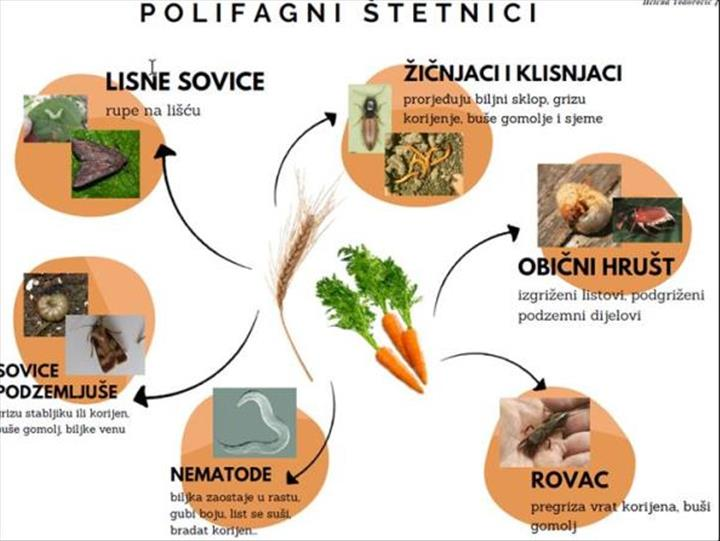 POLIFAGNI ŠTETNICI
LISNE SOVICE
rupe na lišću
ŽIČNJACI I KLISNJACI
prorjeđuju biljni sklop, grizu
korijenje, buše gomolje i sjeme
OBIČNI HRUŠT
izgriženi listovi, podgriženi
podzemni dijelovi
SOVICE
PODZEMLJUŠE
grizu stabljiku ili korijen,
buše gomolj, biljke venu
NEMATODE
biljka zaostaje u rastu,
gubi boju, list se suši,
bradat korijen...
ROVAC
pregriza vrat korijena, buši
gomolj